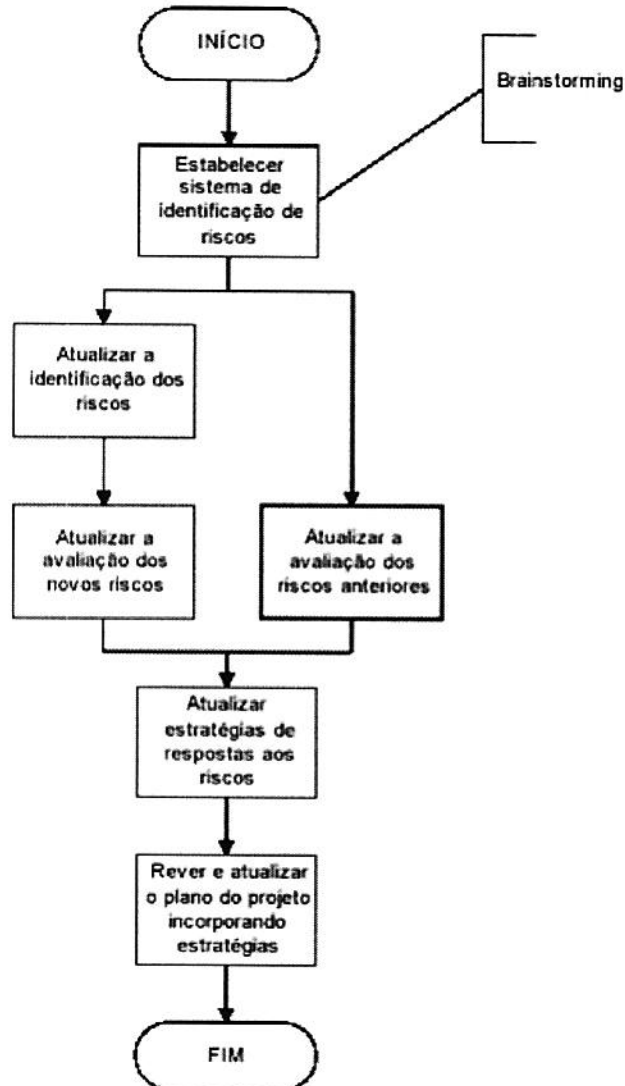 INÍCIO
Brainstorming
Estabelecer
sistema de
identificação de
riscos
Atualizar a
identificação dos
riscos
Atualizar a
avaliação dos
novos riscos
Atualizar a
avaliação dos
riscos anteriores
Atualizar
estratégias de
respostas aos
riscos
Rever e atualizar
o plano do projeto
incorporando
estratégias
FIM